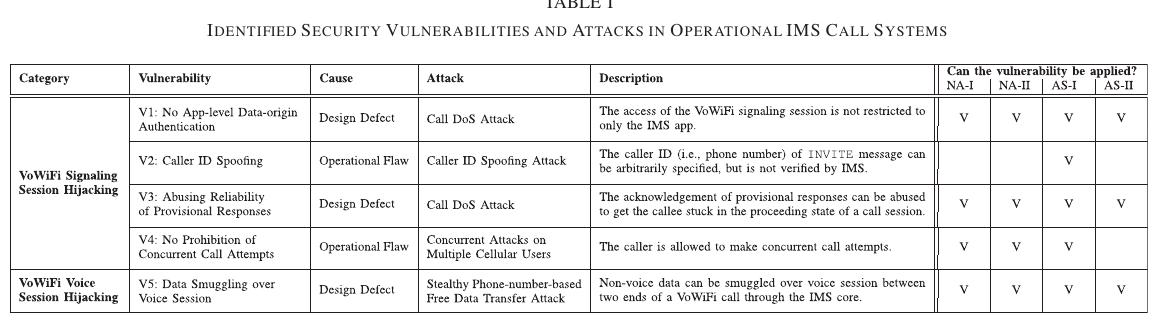 TABLE I
IDENTIFIED SECURITY VULNERABILITIES AND ATTACKS IN OPERATIONAL IMS CALL SYSTEMS
Category Vulnerability Cause Attack Description Can the vulnerability be applied?
NA-I NA-II AS-I AS-II
VoWiFi Signaling
Session Hijacking
V1: No App-level Data-origin
Authentication
Design Defect
Call DoS Attack
The access of the VoWiFi signaling session is not restricted to
only the IMS app.
V V V V
V2: Caller ID Spoofing
Operational Flaw
Caller ID Spoofing Attack
The caller ID (i.e., phone number) of INVITE message can
be arbitrarily specified, but is not verified by IMS.
V
V3: Abusing Reliability
of Provisional Responses
Design Defect
Call DoS Attack
The acknowledgement of provisional responses can be abused
to get the callee stuck in the proceeding state of a call session.
V V V V
V4: No Prohibition of
Concurrent Call Attempts
Operational Flaw
Concurrent Attacks on
Multiple Cellular Users
The caller is allowed to make concurrent call attempts.
V V V
VoWiFi Voice
Session Hijacking
V5: Data Smuggling over
Voice Session
Design Defect
Stealthy Phone-number-based
Free Data Transfer Attack
Non-voice data can be smuggled over voice session between
two ends of a VoWiFi call through the IMS core.
V V V V